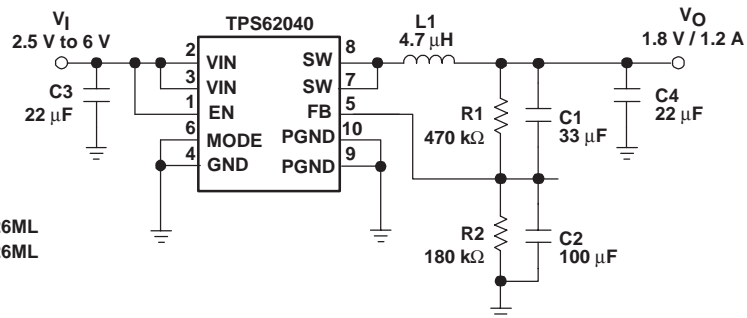 TPS62040
V_I
2.5 V to 6 V
C3
22 μF
2 VIN
3 VIN
1 EN
6 MODE
4 GND
SW 8
SW 7
FB 5
PGND 10
PGND 9
L1
4.7 μH
R1
470 kΩ
C1
33 μF
R2
180 kΩ
C2
100 μF
C4
22 μF
V_O
1.8 V / 1.2 A
6ML
6ML